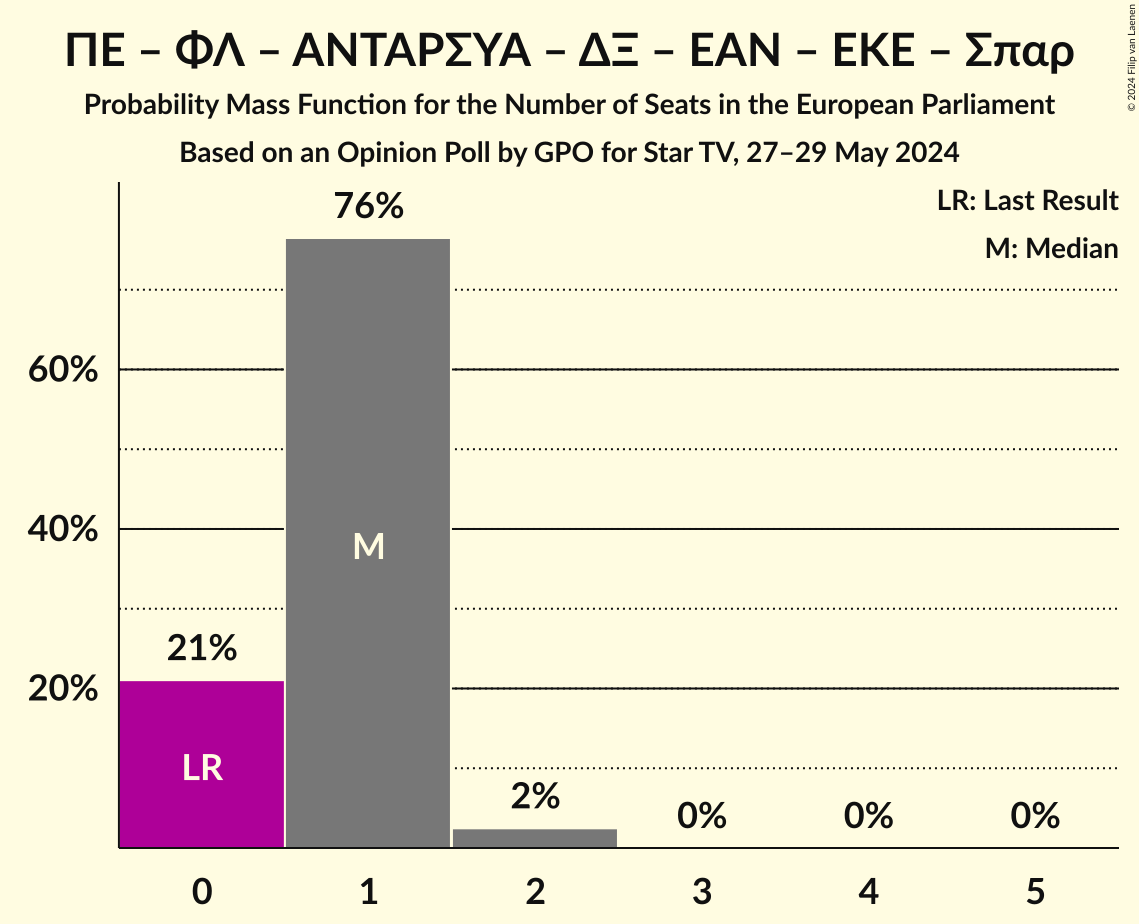 ΠΕ – ΦΛ – ΑΝΤΑΡΣΥΑ – ΔΞ – ΕΑΝ – ΕΚΕ – Σπαρ
Probability Mass Function for the Number of Seats in the European Parliament
Based on an Opinion Poll by GPO for Star TV, 27–29 May 2024
© 2024 Filip van Laenen
LR: Last Result
M: Median
76%
60%
40%
M
21%
20%
LR
2%
0%
0%
0%
0
1
2
3
4
5